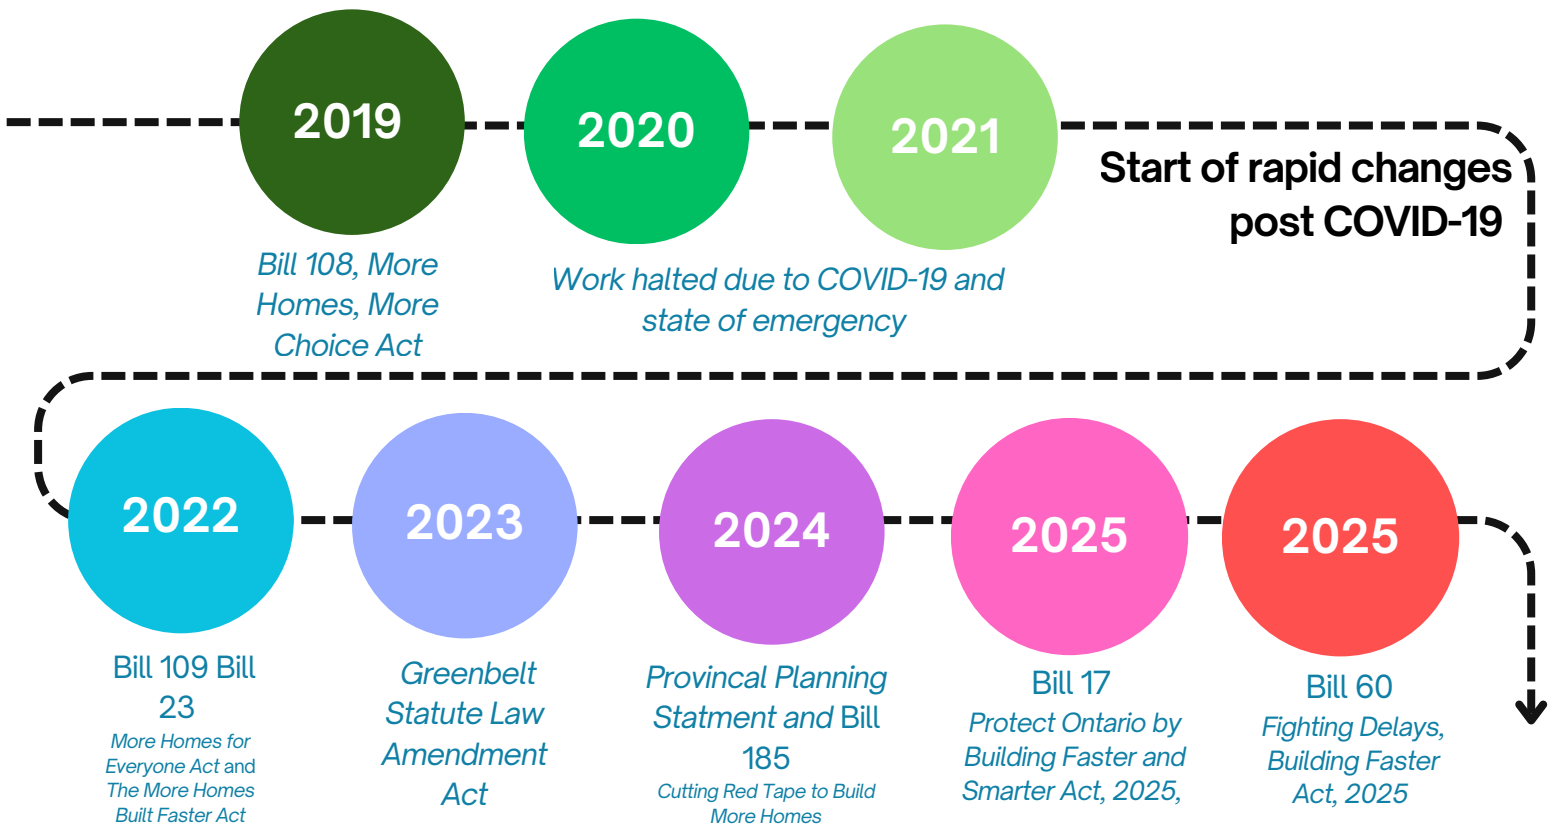 2019
2020
2021
Start of rapid changes
post COVID-19
Bill 108, More
Homes, More
Choice Act
Work halted due to COVID-19 and
state of emergency
2022
2023
2024
2025
2025
Bill 109 Bill
23
More Homes for
Everyone Act and
The More Homes
Built Faster Act
Greenbelt
Statute Law
Amendment
Act
Provincal Planning
Statment and Bill
185
Cutting Red Tape to Build
More Homes
Bill 17
Protect Ontario by
Building Faster and
Smarter Act, 2025,
Bill 60
Fighting Delays,
Building Faster
Act, 2025